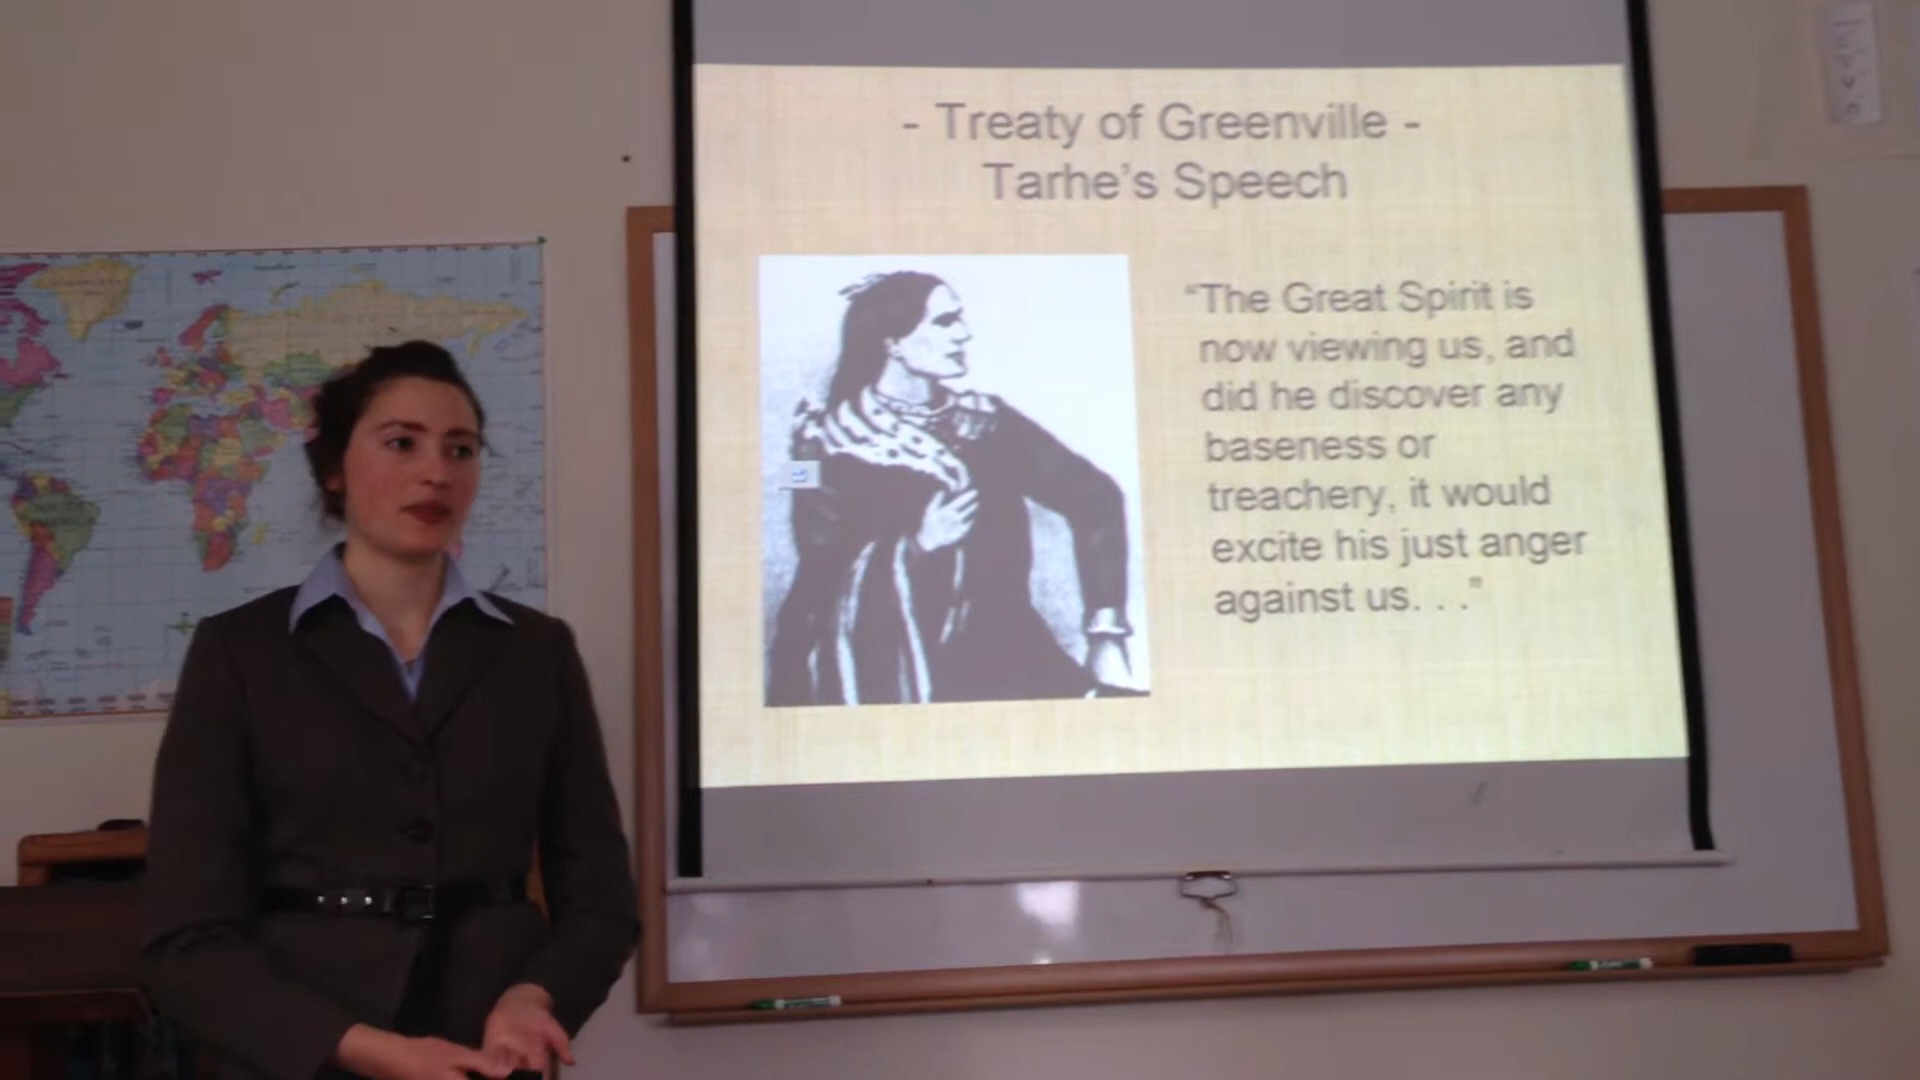 - Treaty of Greenville -
Tarhe's Speech
“The Great Spirit is
now viewing us, and
did he discover any
baseness or
treachery, it would
excite his just anger
against us. . .”